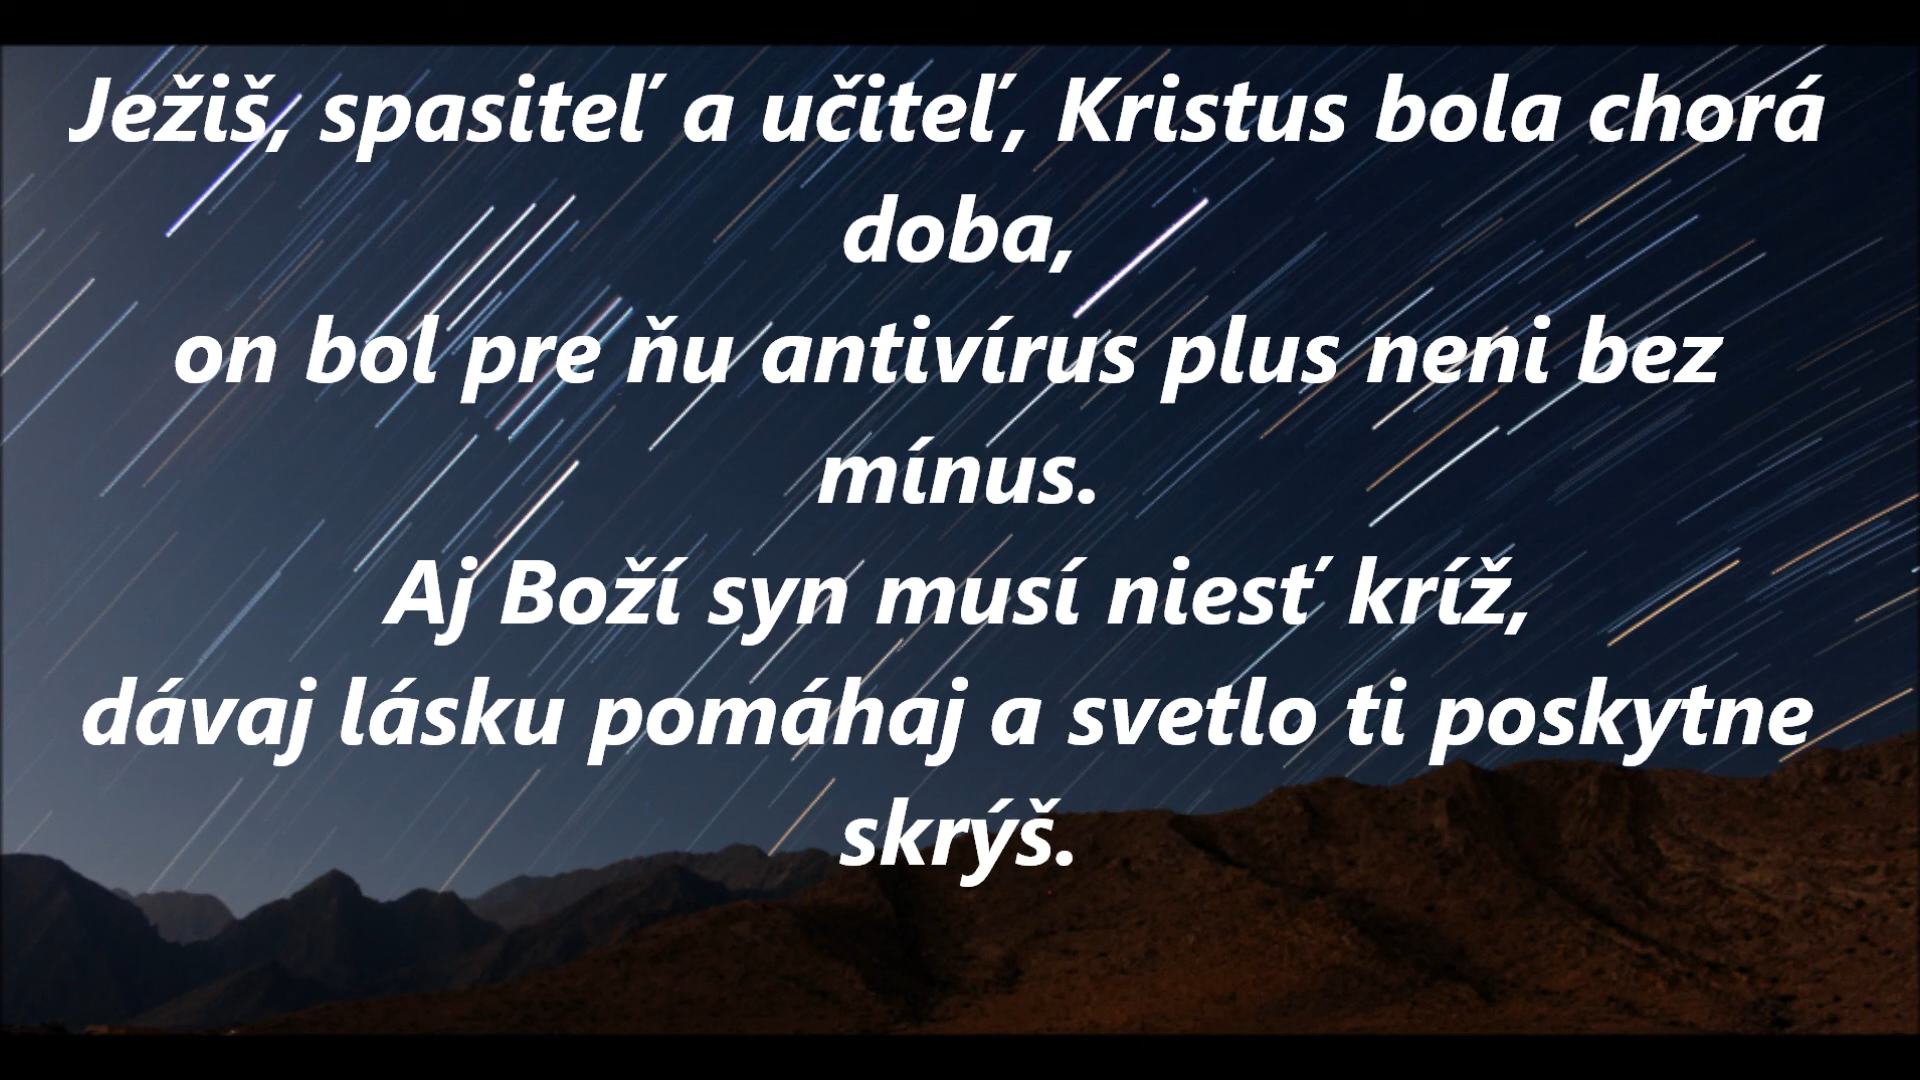 Ježiš, spasiteľ a učiteľ, Kristus bola chorá
doba,
on bol pre ňu antivírus plus neni bez
mínus.
Aj Boží syn musí niesť kríž,
dávaj lásku pomáhaj a svetlo ti poskytne
skrýš.